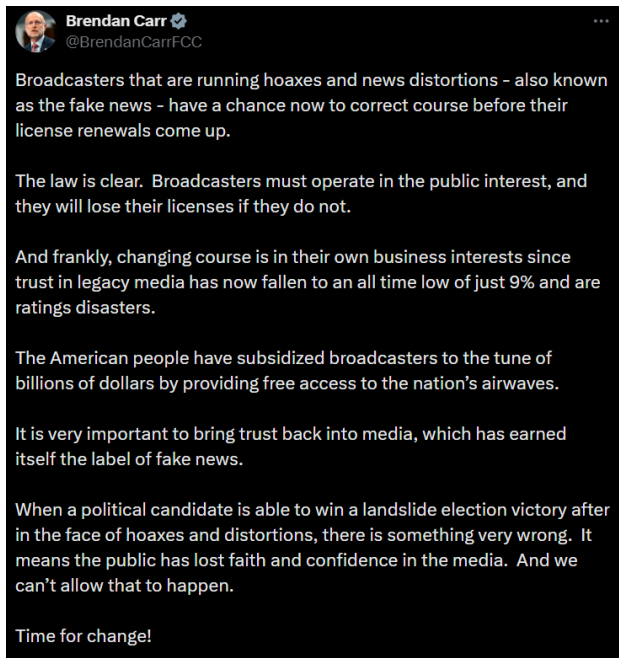 Brendan Carr
@BrendanCarrFCC
Broadcasters that are running hoaxes and news distortions - also known
as the fake news - have a chance now to correct course before their
license renewals come up.
The law is clear.  Broadcasters must operate in the public interest, and
they will lose their licenses if they do not.
And frankly, changing course is in their own business interests since
trust in legacy media has now fallen to an all time low of just 9% and are
ratings disasters.
The American people have subsidized broadcasters to the tune of
billions of dollars by providing free access to the nation’s airwaves.
It is very important to bring trust back into media, which has earned
itself the label of fake news.
When a political candidate is able to win a landslide election victory after
in the face of hoaxes and distortions, there is something very wrong.  It
means the public has lost faith and confidence in the media.  And we
can’t allow that to happen.
Time for change!